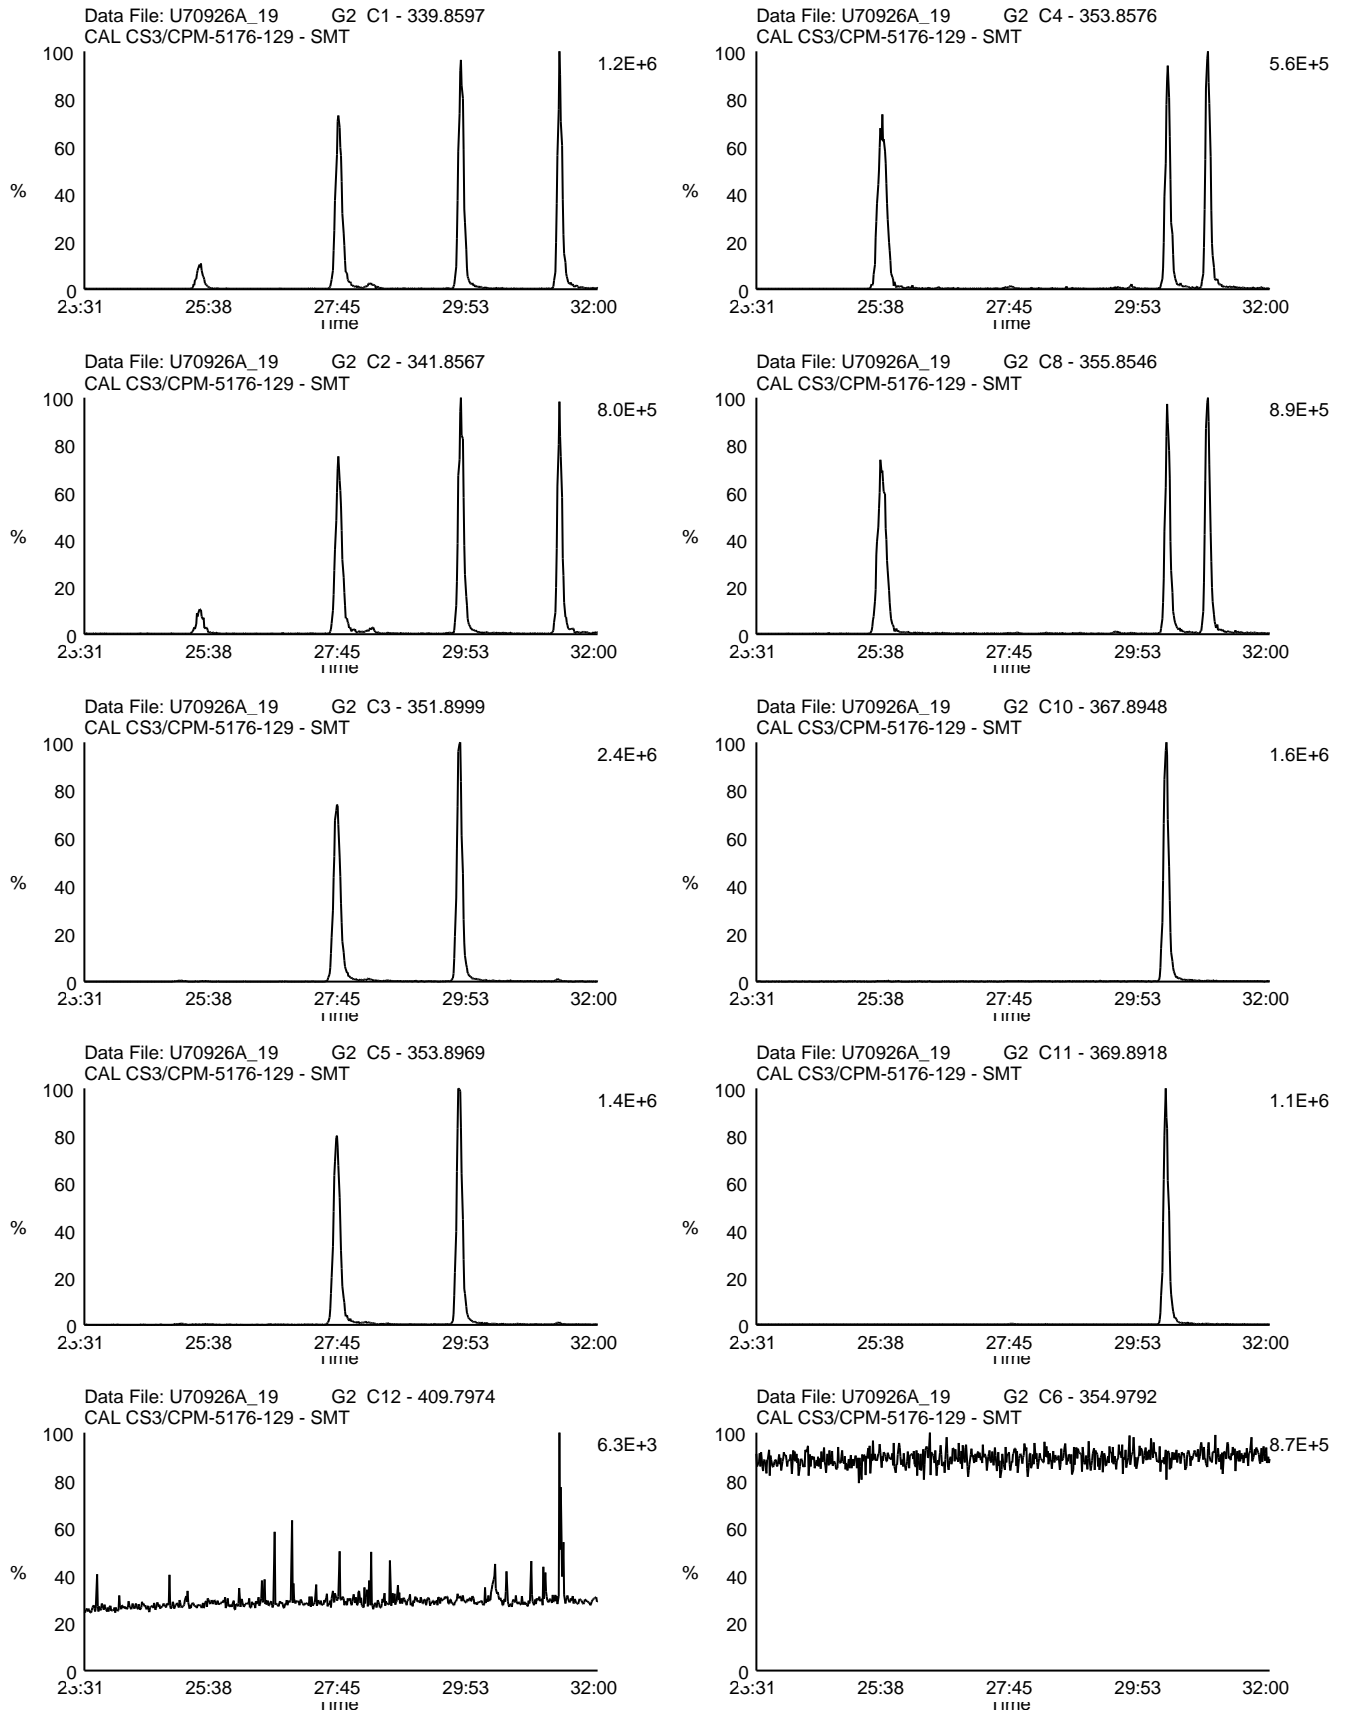 Data File: U70926A_19 G2 C1 - 339.8597
CAL CS3/CPM-5176-129 - SMT
100
1.2E+6
80
60
%
40
20
0
23:31 25:38 27:45 29:53 32:00
Time
Data File: U70926A_19 G2 C4 - 353.8576
CAL CS3/CPM-5176-129 - SMT
100
5.6E+5
80
60
%
40
20
0
23:31 25:38 27:45 29:53 32:00
Time
Data File: U70926A_19 G2 C2 - 341.8567
CAL CS3/CPM-5176-129 - SMT
100
8.0E+5
80
60
%
40
20
0
23:31 25:38 27:45 29:53 32:00
Time
Data File: U70926A_19 G2 C8 - 355.8546
CAL CS3/CPM-5176-129 - SMT
100
8.9E+5
80
60
%
40
20
0
23:31 25:38 27:45 29:53 32:00
Time
Data File: U70926A_19 G2 C3 - 351.8999
CAL CS3/CPM-5176-129 - SMT
100
2.4E+6
80
60
%
40
20
0
23:31 25:38 27:45 29:53 32:00
Time
Data File: U70926A_19 G2 C10 - 367.8948
CAL CS3/CPM-5176-129 - SMT
100
1.6E+6
80
60
%
40
20
0
23:31 25:38 27:45 29:53 32:00
Time
Data File: U70926A_19 G2 C5 - 353.8969
CAL CS3/CPM-5176-129 - SMT
100
1.4E+6
80
60
%
40
20
0
23:31 25:38 27:45 29:53 32:00
Time
Data File: U70926A_19 G2 C11 - 369.8918
CAL CS3/CPM-5176-129 - SMT
100
1.1E+6
80
60
%
40
20
0
23:31 25:38 27:45 29:53 32:00
Time
Data File: U70926A_19 G2 C12 - 409.7974
CAL CS3/CPM-5176-129 - SMT
100
6.3E+3
80
60
%
40
20
0
23:31 25:38 27:45 29:53 32:00
Time
Data File: U70926A_19 G2 C6 - 354.9792
CAL CS3/CPM-5176-129 - SMT
100
8.7E+5
80
60
%
40
20
0
23:31 25:38 27:45 29:53 32:00
Time